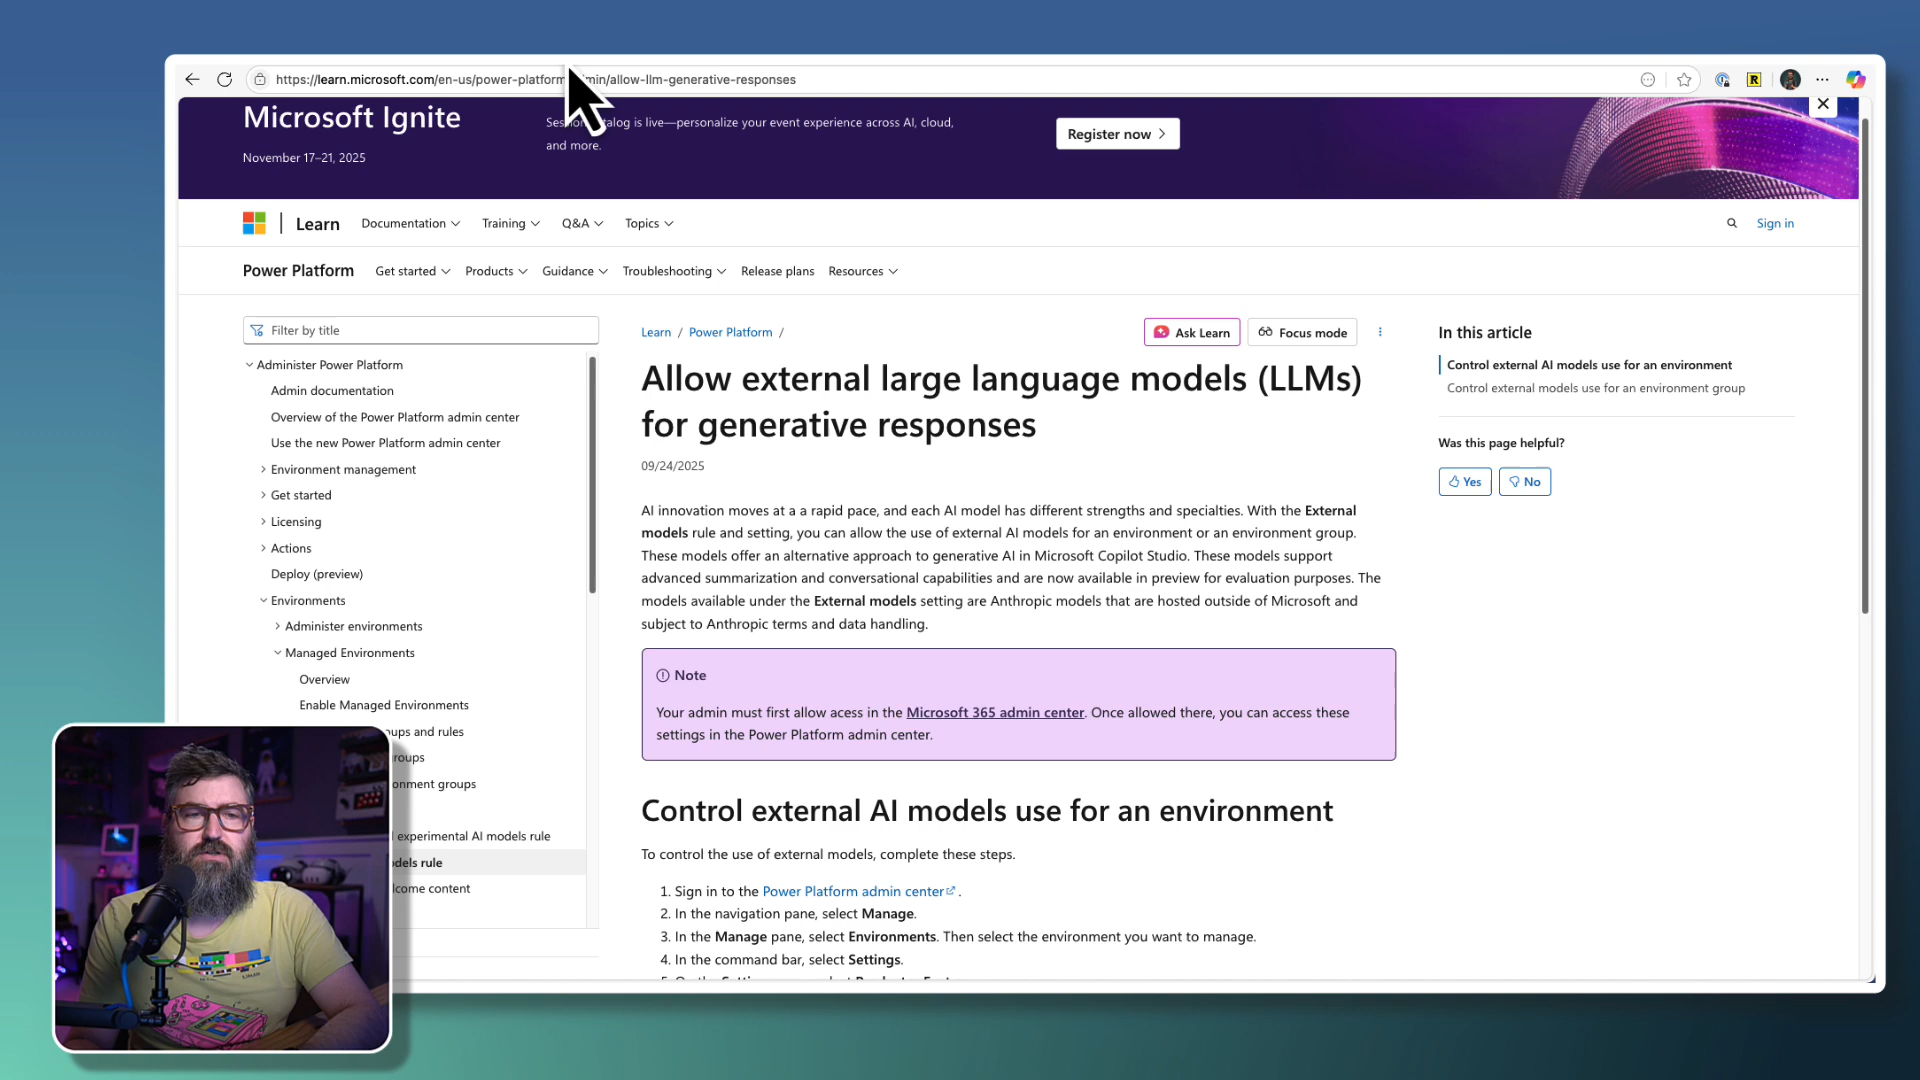 https://learn.microsoft.com/en-us/power-platform min/allow-llm-generative-responses
Microsoft Ignite
November 17–21, 2025
catalog is live—personalize your event experience across AI, cloud,
and more.
Register now
Learn
Documentation
Training
Q&A
Topics
Sign in
Power Platform
Get started
Products
Guidance
Troubleshooting
Release plans
Resources
Filter by title
Administer Power Platform
Admin documentation
Overview of the Power Platform admin center
Use the new Power Platform admin center
Environment management
Get started
Licensing
Actions
Deploy (preview)
Environments
Administer environments
Managed Environments
Overview
Enable Managed Environments
and rules
groups
experimental AI models rule
rule
content
Learn / Power Platform /
Ask Learn
Focus mode
Allow external large language models (LLMs)
for generative responses
09/24/2025
AI innovation moves at a a rapid pace, and each AI model has different strengths and specialties. With the External
models rule and setting, you can allow the use of external AI models for an environment or an environment group.
These models offer an alternative approach to generative AI in Microsoft Copilot Studio. These models support
advanced summarization and conversational capabilities and are now available in preview for evaluation purposes. The
models available under the External models setting are Anthropic models that are hosted outside of Microsoft and
subject to Anthropic terms and data handling.
Note
Your admin must first allow acess in the Microsoft 365 admin center. Once allowed there, you can access these
settings in the Power Platform admin center.
Control external AI models use for an environment
To control the use of external models, complete these steps.
1. Sign in to the Power Platform admin center .
2. In the navigation pane, select Manage.
3. In the Manage pane, select Environments. Then select the environment you want to manage.
4. In the command bar, select Settings.
In this article
Control external AI models use for an environment
Control external models use for an environment group
Was this page helpful?
Yes
No